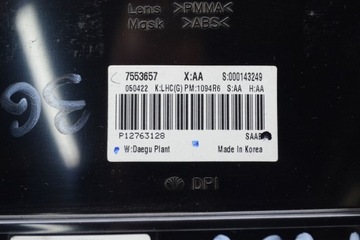 Lens >PMMA<
Mask >ABS<
7553657 X:AA S:000143249
050422 K:LHC(G) PM:1094R6 S:AA H:AA
P12763128 SAAB
W:Daegu Plant Made In Korea
DPI
36